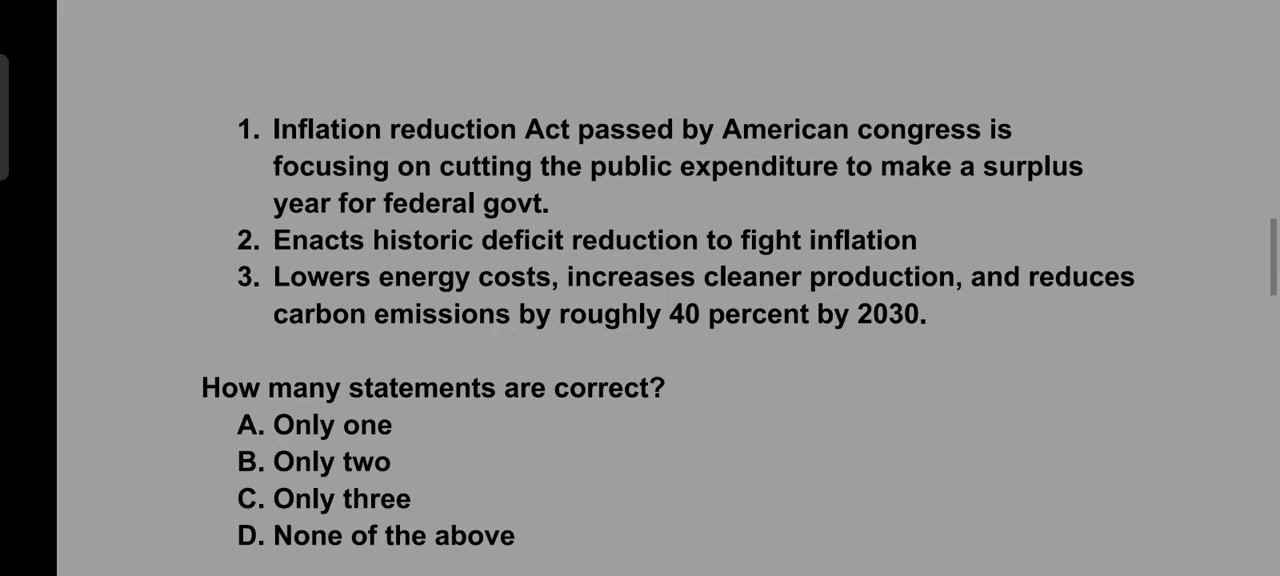 1. Inflation reduction Act passed by American congress is
focusing on cutting the public expenditure to make a surplus
year for federal govt.
2. Enacts historic deficit reduction to fight inflation
3. Lowers energy costs, increases cleaner production, and reduces
carbon emissions by roughly 40 percent by 2030.
How many statements are correct?
A. Only one
B. Only two
C. Only three
D. None of the above